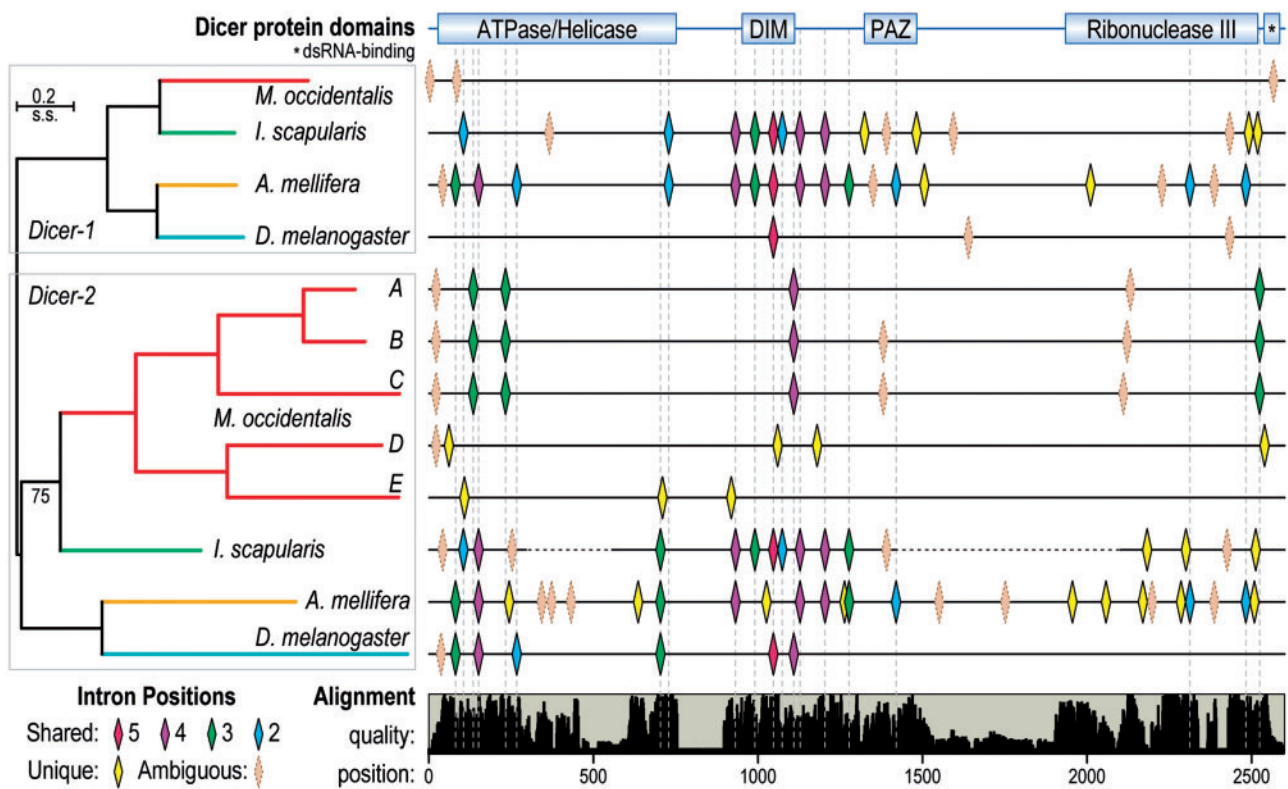 Dicer protein domains
* dsRNA-binding
ATPase/Helicase
DIM
PAZ
Ribonuclease III
*
0.2
s.s.
M. occidentalis
I. scapularis
A. mellifera
Dicer-1
D. melanogaster
Dicer-2
A
B
C
M. occidentalis
D
E
75
I. scapularis
A. mellifera
D. melanogaster
Intron Positions
Shared: 5 4 3 2
Unique: Ambiguous:
Alignment
quality:
position: 0 500 1000 1500 2000 2500